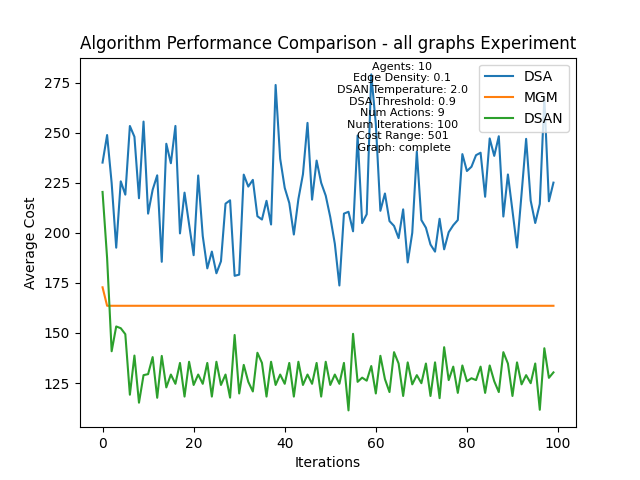 Algorithm Performance Comparison - all graphs Experiment
Agents: 10
Edge Density: 0.1
DSAN Temperature: 2.0
DSA Threshold: 0.9
Num Actions: 9
Num Iterations: 100
Cost Range: 501
Graph: complete
DSA
MGM
DSAN
Average Cost
275
250
225
200
175
150
125
0 20 40 60 80 100
Iterations